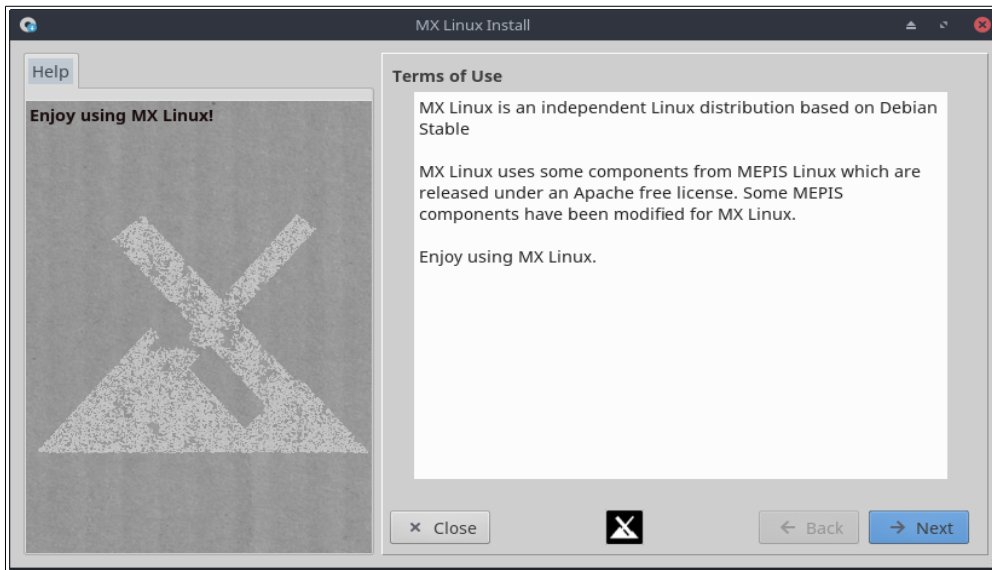 MX Linux Install
Help
Enjoy using MX Linux!
Terms of Use
MX Linux is an independent Linux distribution based on Debian
Stable
MX Linux uses some components from MEPIS Linux which are
released under an Apache free license. Some MEPIS
components have been modified for MX Linux.
Enjoy using MX Linux.
Close
Back
Next